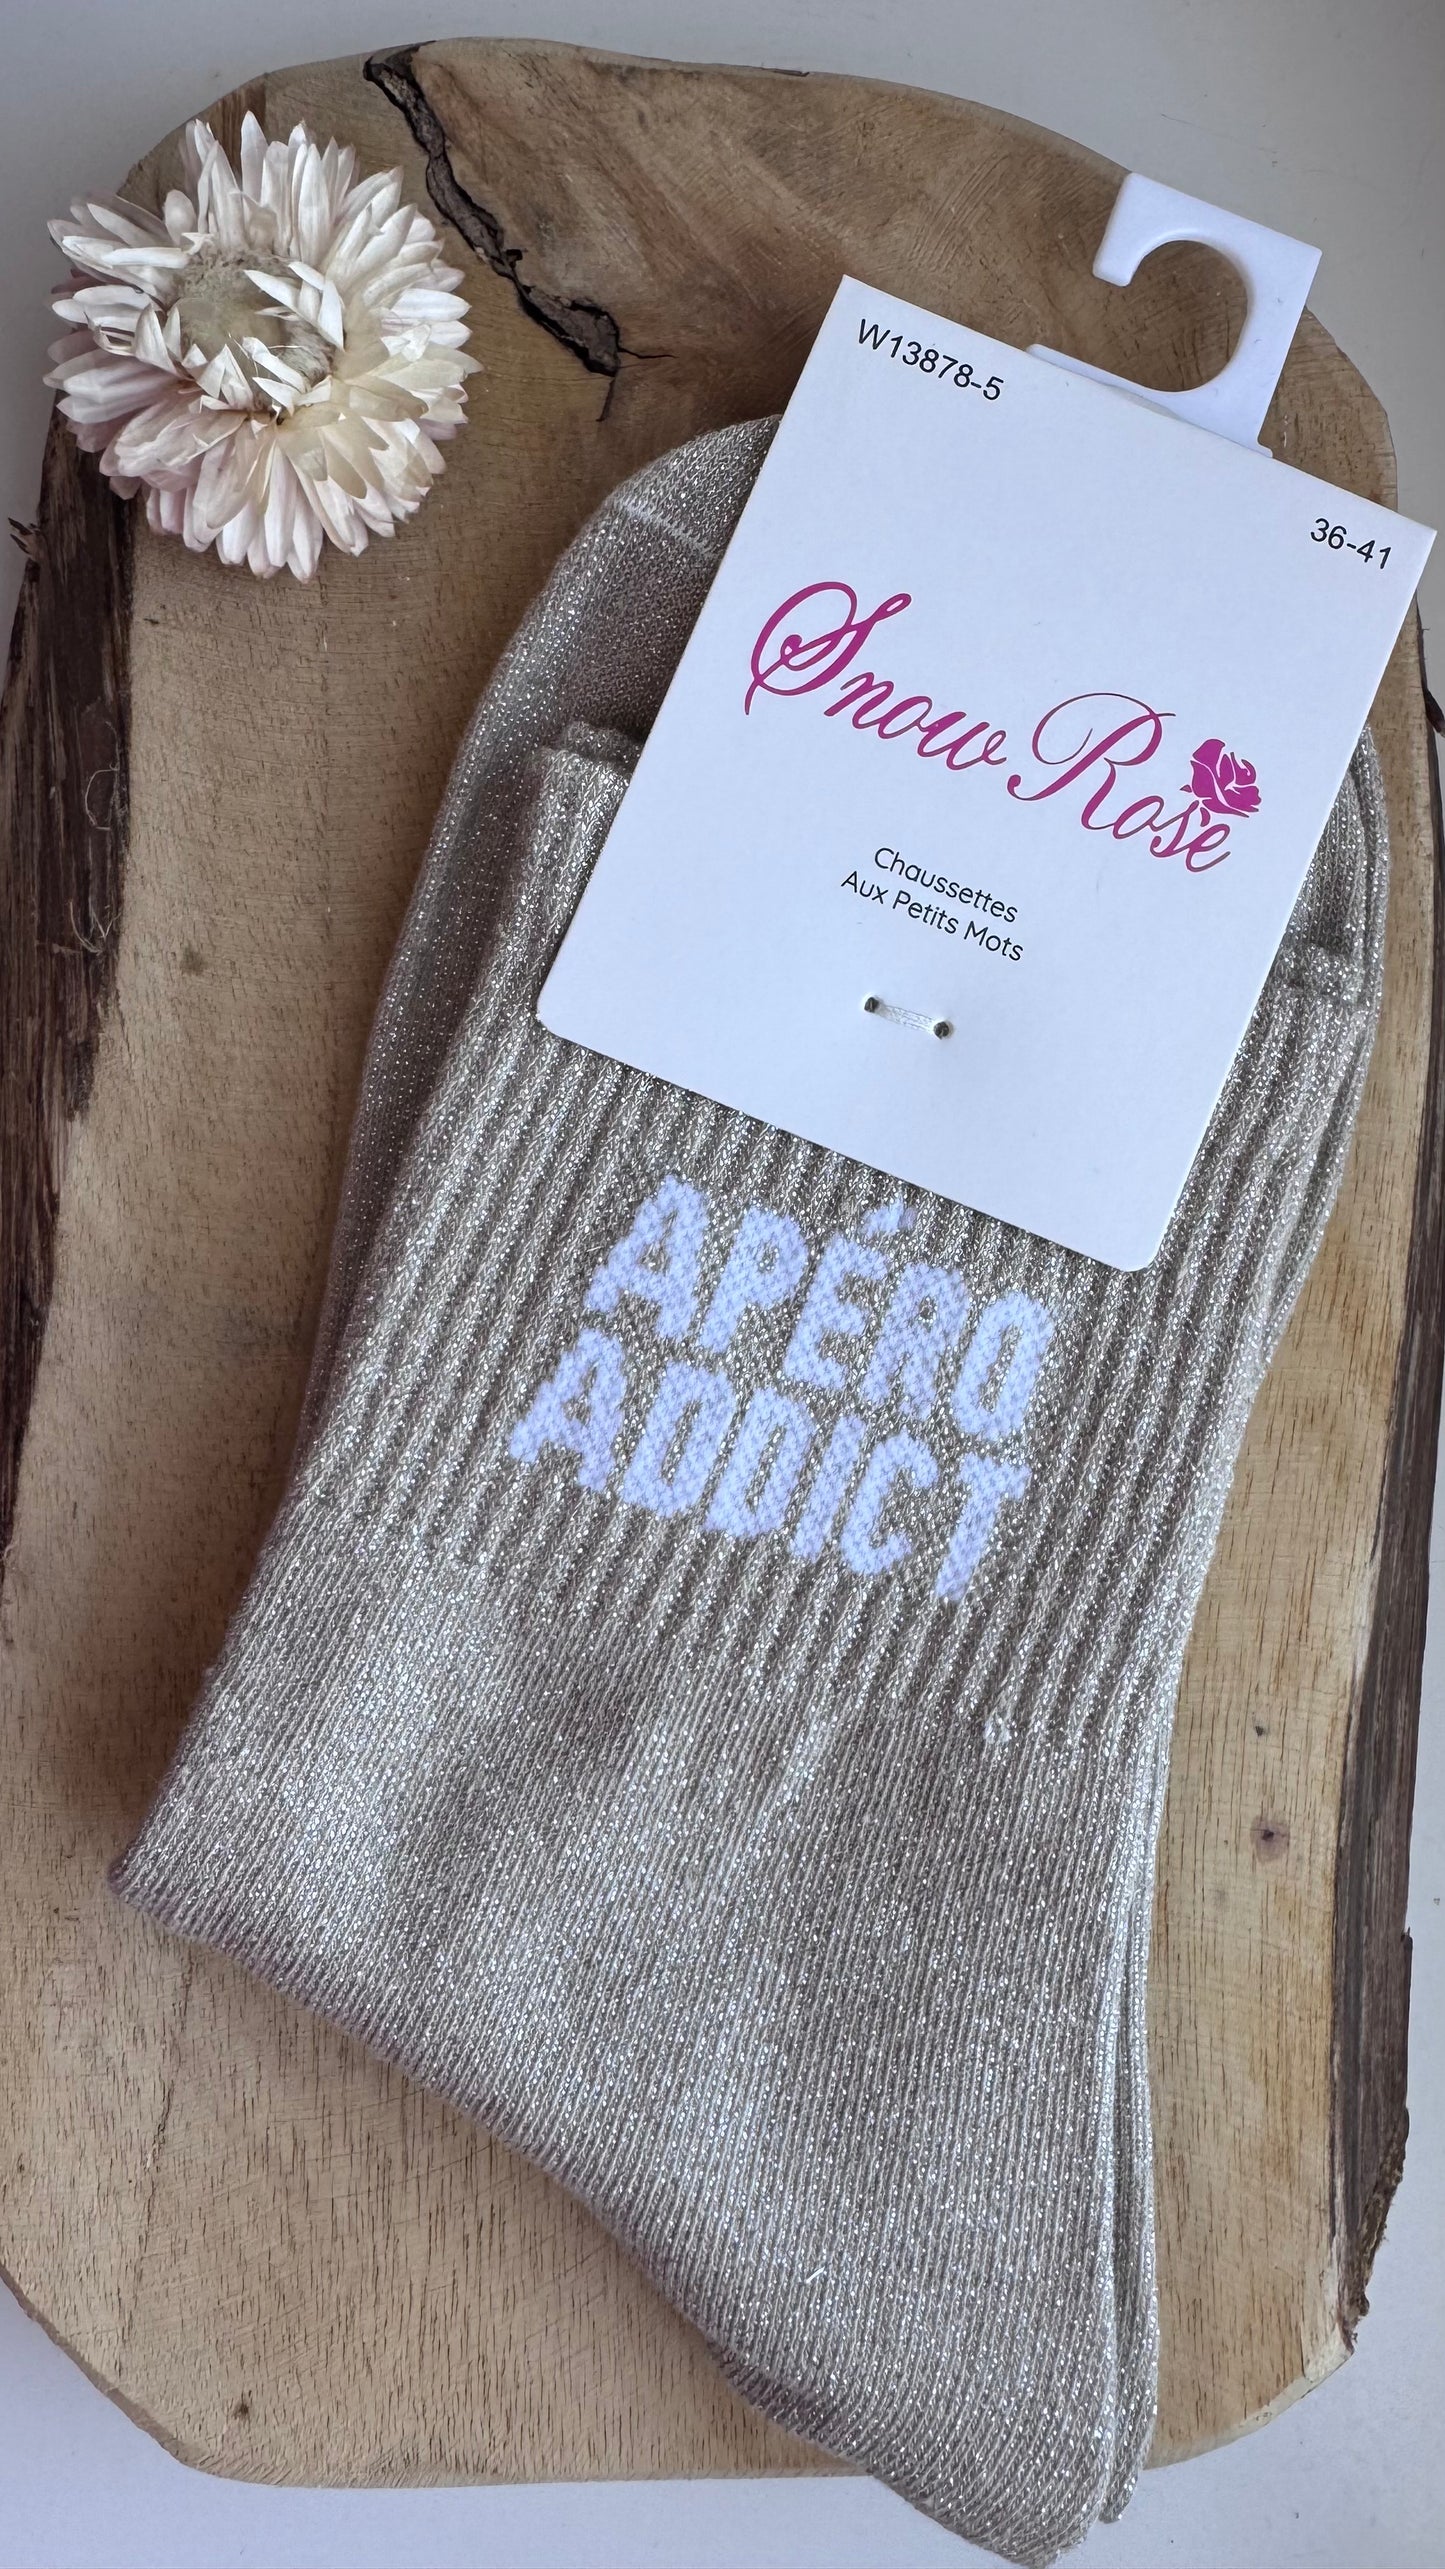 W13878-5
36-41
Snow Rose
Chaussettes
Aux Petits Mots
APÉRO
ADDICT